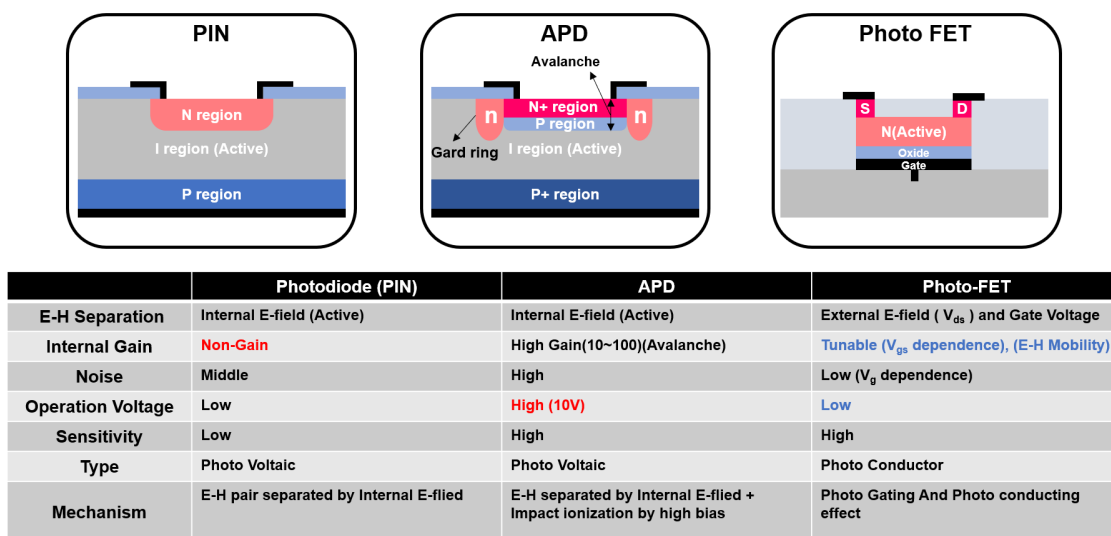 PIN
N region
I region (Active)
P region
APD
Avalanche
N+ region
n
P region
n
Gard ring
I region (Active)
P+ region
Photo FET
S
D
N(Active)
Oxide
Gate
Photodiode (PIN) APD Photo-FET
E-H Separation Internal E-field (Active) Internal E-field (Active) External E-field ( Vds ) and Gate Voltage
Internal Gain Non-Gain High Gain(10~100)(Avalanche) Tunable (Vgs dependence), (E-H Mobility)
Noise Middle High Low (Vg dependence)
Operation Voltage Low High (10V) Low
Sensitivity Low High High
Type Photo Voltaic Photo Voltaic Photo Conductor
Mechanism E-H pair separated by Internal E-flied E-H separated by Internal E-flied + Photo Gating And Photo conducting
Impact ionization by high bias effect